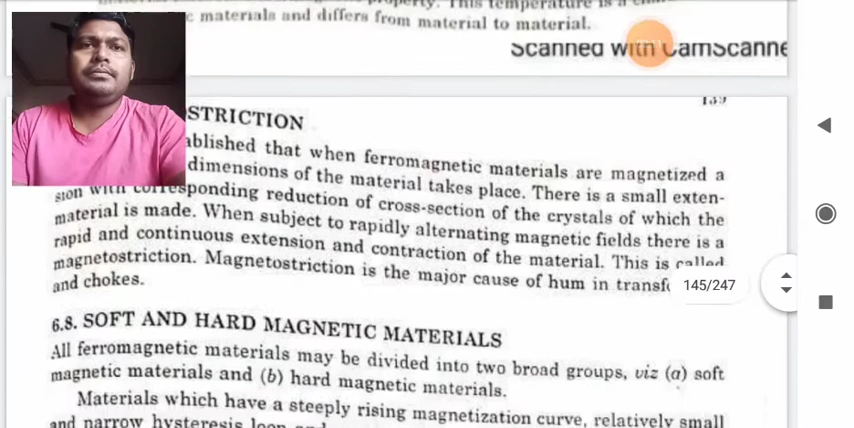 property. This temperature is a
c materials and differs from material to material.
Scanned with CamScanne
139
STRICTION
ablished that when ferromagnetic materials are magnetized a
dimensions of the material takes place. There is a small exten-
sion with corresponding reduction of cross-section of the crystals of which the
material is made. When subject to rapidly alternating magnetic fields there is a
rapid and continuous extension and contraction of the material. This is called
magnetostriction. Magnetostriction is the major cause of hum in transf
and chokes.
145/247
6.8. SOFT AND HARD MAGNETIC MATERIALS
All ferromagnetic materials may be divided into two broad groups, viz (a) soft
magnetic materials and (b) hard magnetic materials.
Materials which have a steeply rising magnetization curve, relatively small
and narrow hysteresis loop and